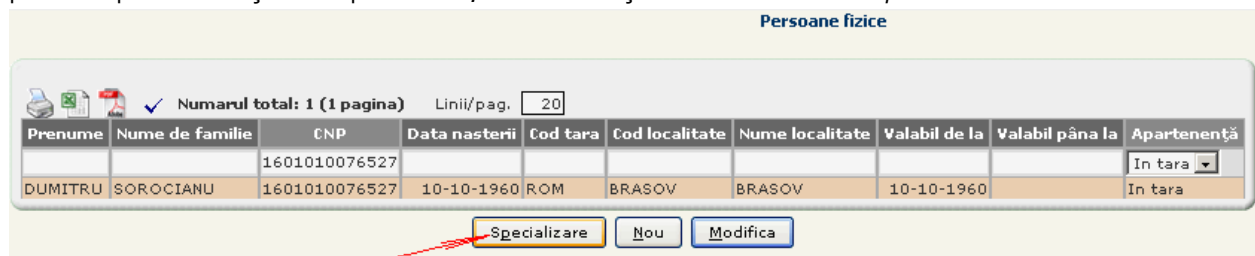 Persoane fizice
Numarul total: 1 (1 pagina) Linii/pag. 20
Prenume Nume de familie CNP Data nasterii Cod tara Cod localitate Nume localitate Valabil de la Valabil pâna la Apartenenţă
1601010076527 In tara
DUMITRU SOROCIANU 1601010076527 10-10-1960 ROM BRASOV BRASOV 10-10-1960 In tara
Specializare Nou Modifica